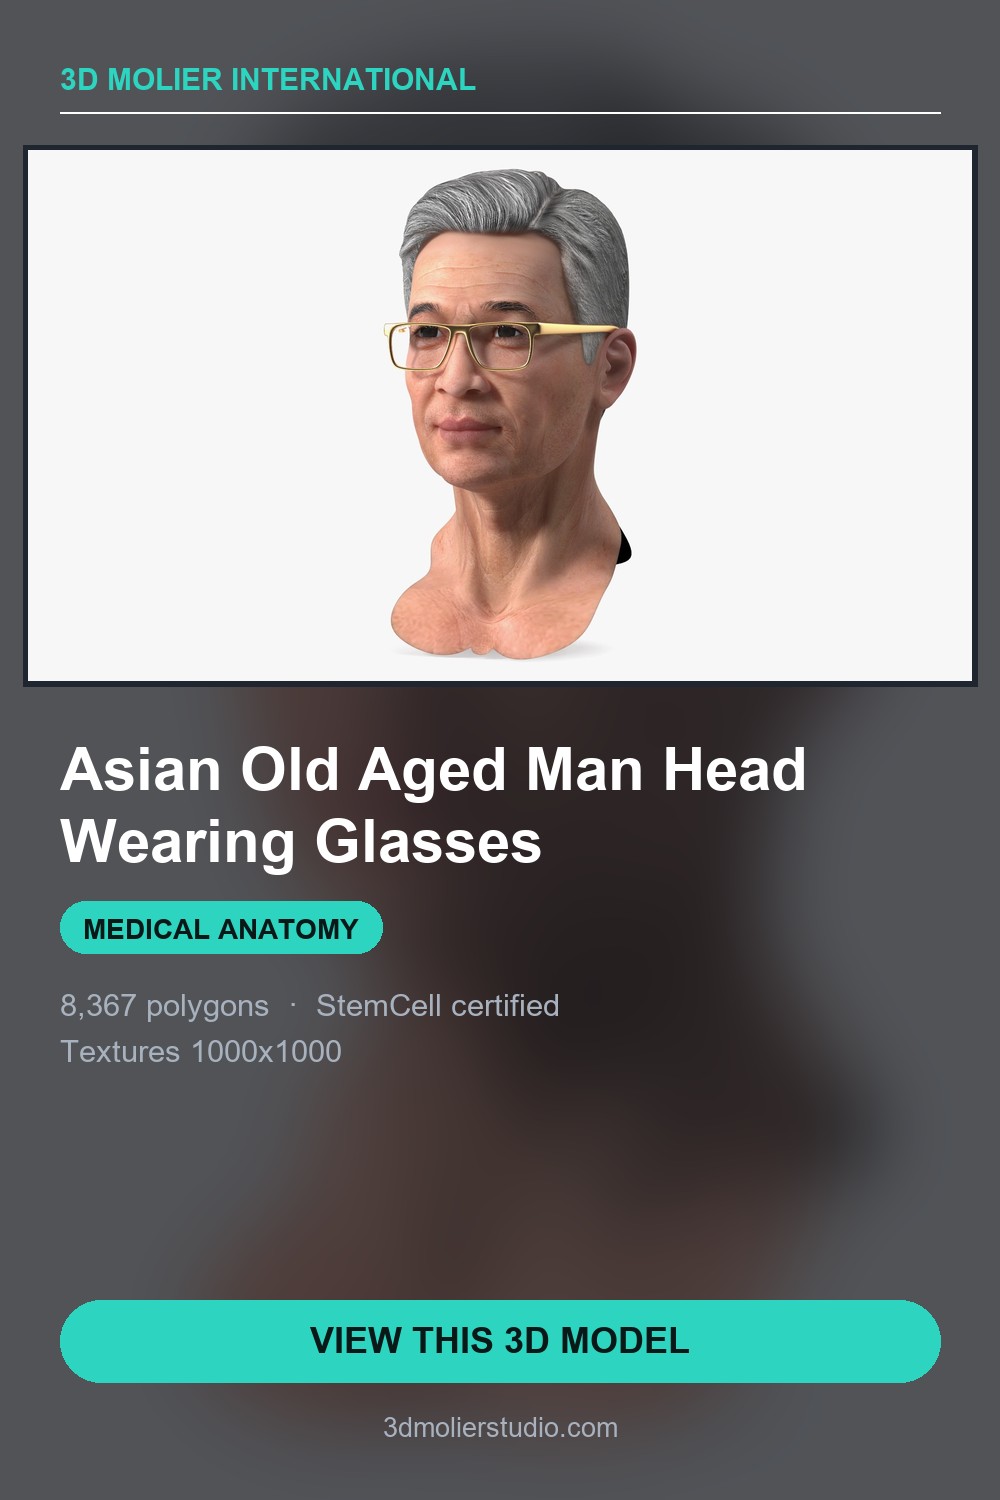 3D MOLIER INTERNATIONAL
Asian Old Aged Man Head
Wearing Glasses
MEDICAL ANATOMY
8,367 polygons · StemCell certified
Textures 1000x1000
VIEW THIS 3D MODEL
3dmolierstudio.com